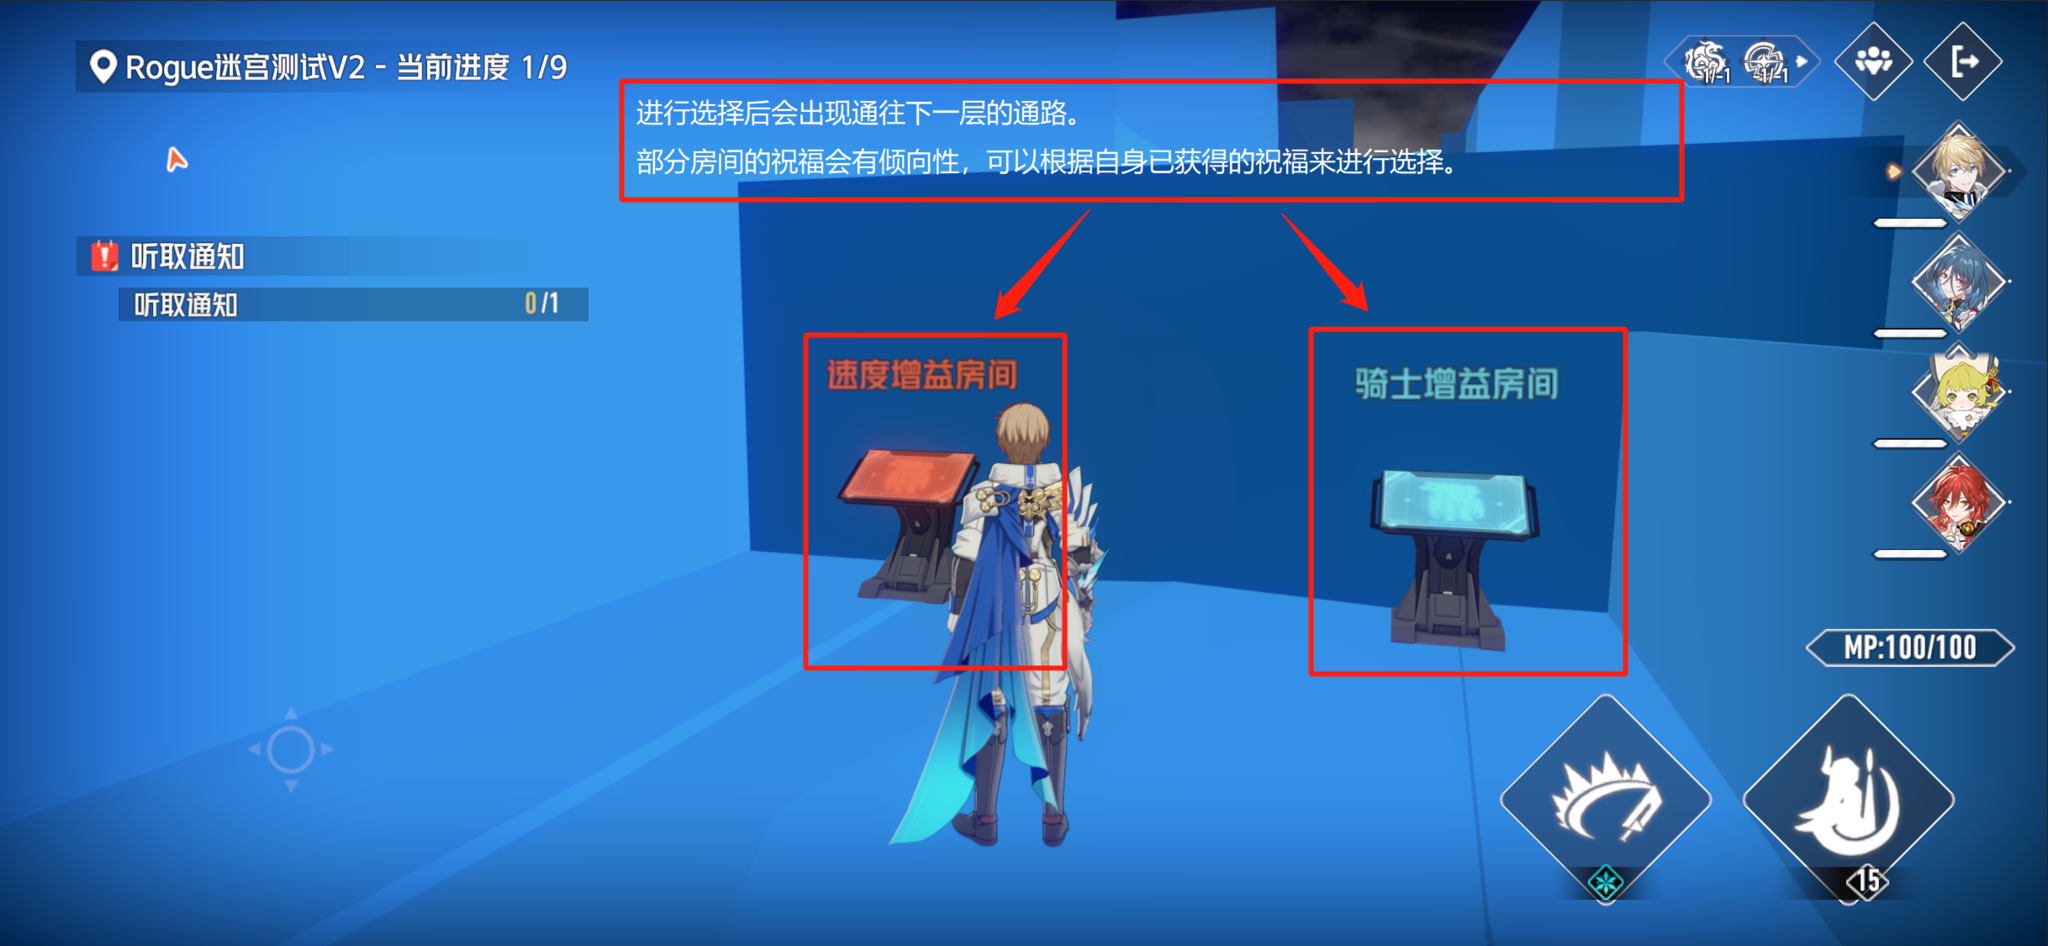 Rogue迷宫测试V2 - 当前进度 1/9
-1/-1
-1/-1
进行选择后会出现通往下一层的通路。
部分房间的祝福会有倾向性，可以根据自身已获得的祝福来进行选择。
听取通知
听取通知 0/1
速度增益房间
骑士增益房间
MP:100/100
15